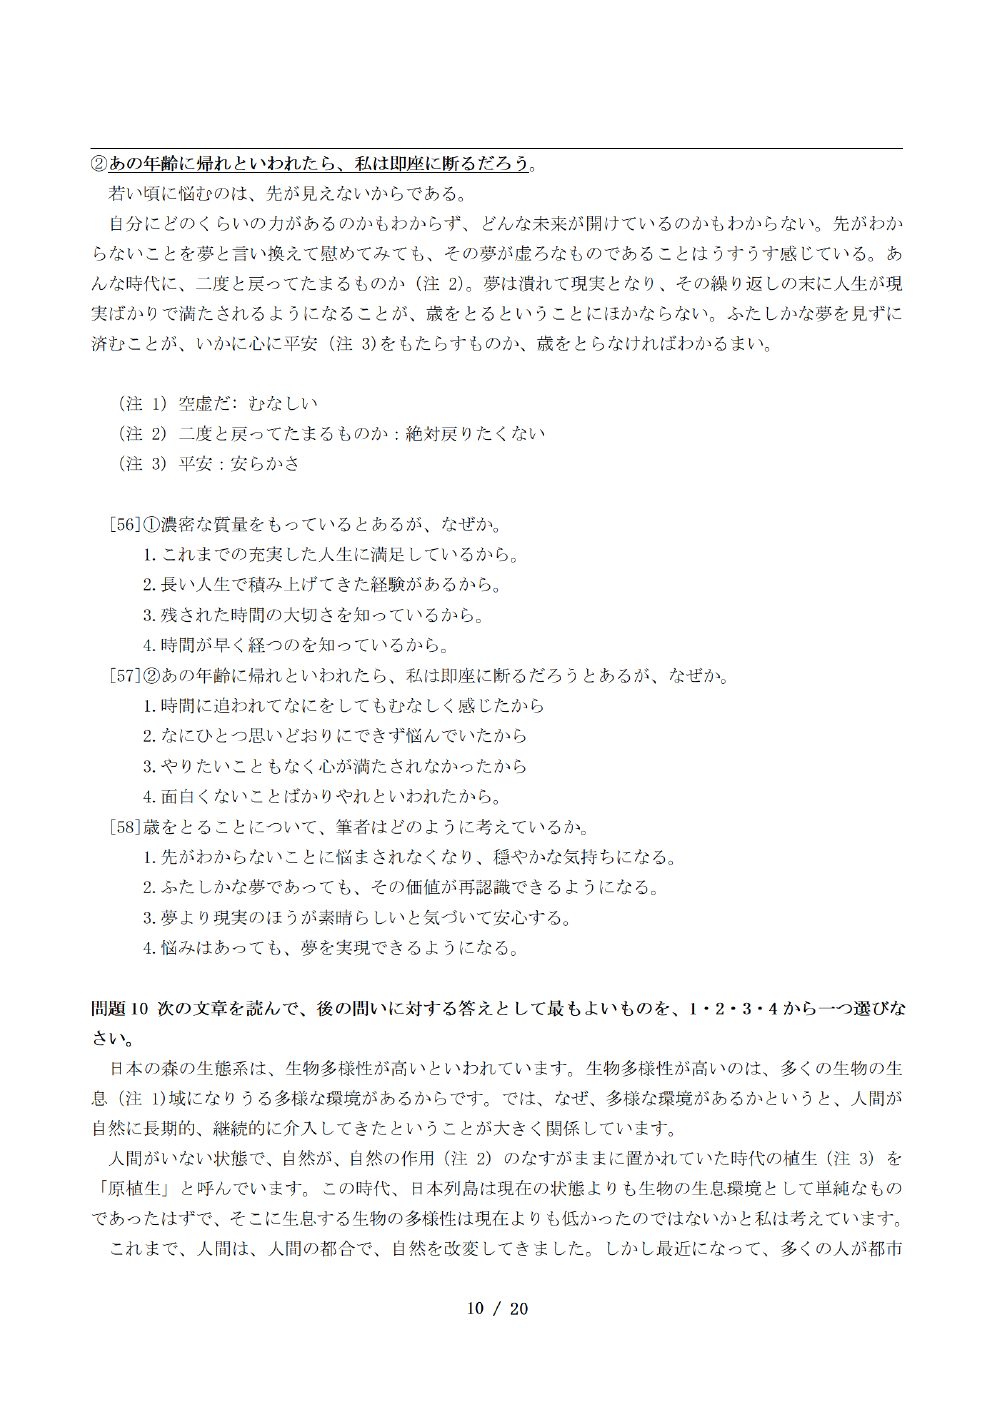 ②あの年齢に帰れといわれたら、私は即座に断るだろう。
若い頃に悩むのは、先が見えないからである。
自分にどのくらいの力があるのかもわからず、どんな未来が開けているのかもわからない。先がわか
らないことを夢と言い換えて慰めてみても、その夢が虚ろなものであることはうすうす感じている。あ
んな時代に、二度と戻ってたまるものか（注 2）。夢は潰れて現実となり、その繰り返しの末に人生が現
実ばかりで満たされるようになることが、歳をとるということにほかならない。ふたしかな夢を見ずに
済むことが、いかに心に平安（注 3)をもたらすものか、歳をとらなければわかるまい。
（注 1）空虚だ：むなしい
（注 2）二度と戻ってたまるものか：絶対戻りたくない
（注 3）平安：安らかさ
[56]①濃密な質量をもっているとあるが、なぜか。
1.これまでの充実した人生に満足しているから。
2.長い人生で積み上げてきた経験があるから。
3.残された時間の大切さを知っているから。
4.時間が早く経つのを知っているから。
[57]②あの年齢に帰れといわれたら、私は即座に断るだろうとあるが、なぜか。
1.時間に追われてなにをしてもむなしく感じたから
2.なにひとつ思いどおりにできず悩んでいたから
3.やりたいこともなく心が満たされなかったから
4.面白くないことばかりやれといわれたから。
[58]歳をとることについて、筆者はどのように考えているか。
1.先がわからないことに悩まされなくなり、穏やかな気持ちになる。
2.ふたしかな夢であっても、その価値が再認識できるようになる。
3.夢より現実のほうが素晴らしいと気づいて安心する。
4.悩みはあっても、夢を実現できるようになる。
問題10 次の文章を読んで、後の問いに対する答えとして最もよいものを、1・2・3・4から一つ選びな
さい。
日本の森の生態系は、生物多様性が高いといわれています。生物多様性が高いのは、多くの生物の生
息（注 1)域になりうる多様な環境があるからです。では、なぜ、多様な環境があるかというと、人間が
自然に長期的、継続的に介入してきたということが大きく関係しています。
人間がいない状態で、自然が、自然の作用（注 2）のなすがままに置かれていた時代の植生（注 3）を
「原植生」と呼んでいます。この時代、日本列島は現在の状態よりも生物の生息環境として単純なもの
であったはずで、そこに生息する生物の多様性は現在よりも低かったのではないかと私は考えています。
これまで、人間は、人間の都合で、自然を改変してきました。しかし最近になって、多くの人が都市
10 / 20